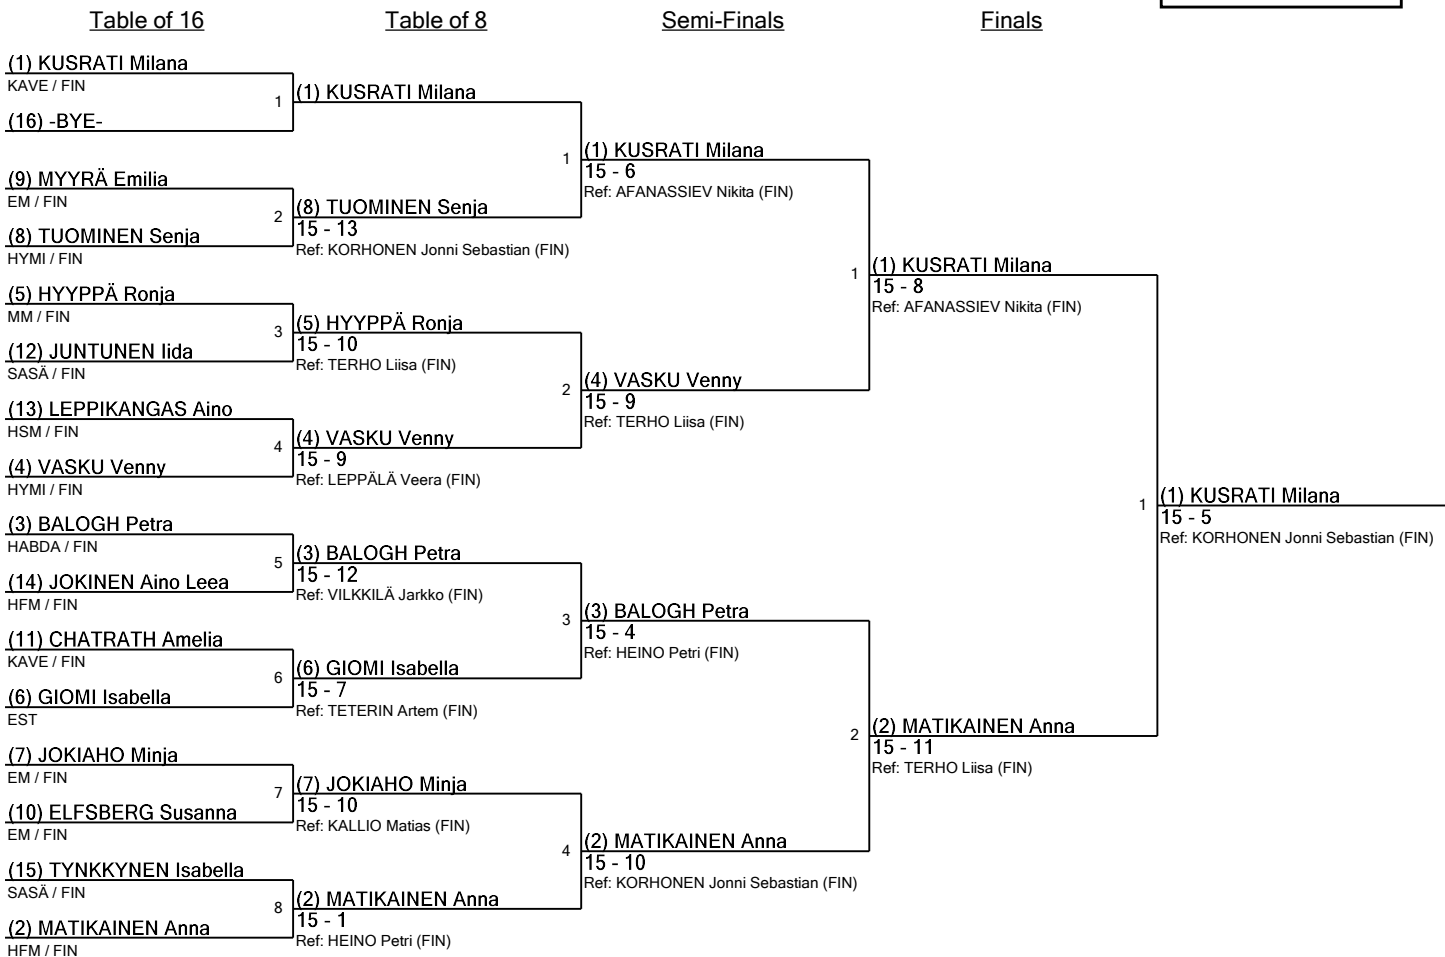 Table of 16
Table of 8
Semi-Finals
Finals
(1) KUSRATI Milana
KAVE / FIN
1
(16) -BYE-
(9) MYYRÄ Emilia
EM / FIN
2
(8) TUOMINEN Senja
HYMI / FIN
(5) HYYPPÄ Ronja
MM / FIN
3
(12) JUNTUNEN Iida
SASÄ / FIN
(13) LEPPIKANGAS Aino
HSM / FIN
4
(4) VASKU Venny
HYMI / FIN
(3) BALOGH Petra
HABDA / FIN
5
(14) JOKINEN Aino Leea
HFM / FIN
(11) CHATRATH Amelia
KAVE / FIN
6
(6) GIOMI Isabella
EST
(7) JOKIAHO Minja
EM / FIN
7
(10) ELFSBERG Susanna
EM / FIN
(15) TYNKKYNEN Isabella
SASÄ / FIN
8
(2) MATIKAINEN Anna
HFM / FIN
(1) KUSRATI Milana
1
(8) TUOMINEN Senja
15 - 13
Ref: KORHONEN Jonni Sebastian (FIN)
(5) HYYPPÄ Ronja
15 - 10
Ref: TERHO Liisa (FIN)
2
(4) VASKU Venny
15 - 9
Ref: LEPPÄLÄ Veera (FIN)
(3) BALOGH Petra
15 - 12
Ref: VILKKILÄ Jarkko (FIN)
3
(6) GIOMI Isabella
15 - 7
Ref: TETERIN Artem (FIN)
(7) JOKIAHO Minja
15 - 10
Ref: KALLIO Matias (FIN)
4
(2) MATIKAINEN Anna
15 - 1
Ref: HEINO Petri (FIN)
(1) KUSRATI Milana
15 - 6
Ref: AFANASSIEV Nikita (FIN)
1
(4) VASKU Venny
15 - 9
Ref: TERHO Liisa (FIN)
(3) BALOGH Petra
15 - 4
Ref: HEINO Petri (FIN)
2
(2) MATIKAINEN Anna
15 - 10
Ref: KORHONEN Jonni Sebastian (FIN)
(1) KUSRATI Milana
15 - 8
Ref: AFANASSIEV Nikita (FIN)
1
(2) MATIKAINEN Anna
15 - 11
Ref: TERHO Liisa (FIN)
(1) KUSRATI Milana
15 - 5
Ref: KORHONEN Jonni Sebastian (FIN)